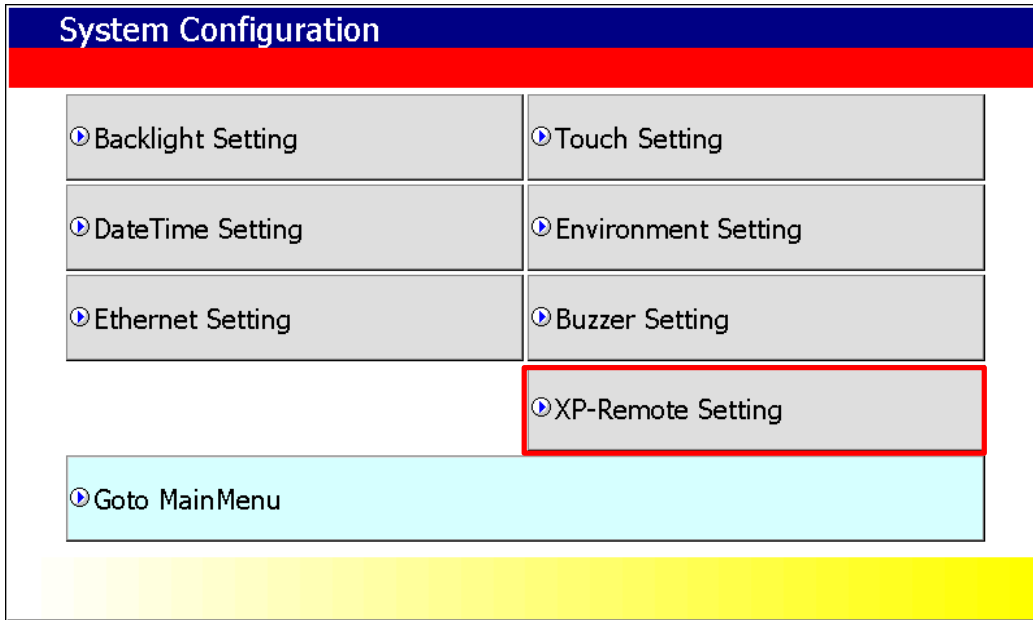 System Configuration
Backlight Setting
Touch Setting
DateTime Setting
Environment Setting
Ethernet Setting
Buzzer Setting
XP-Remote Setting
Goto MainMenu